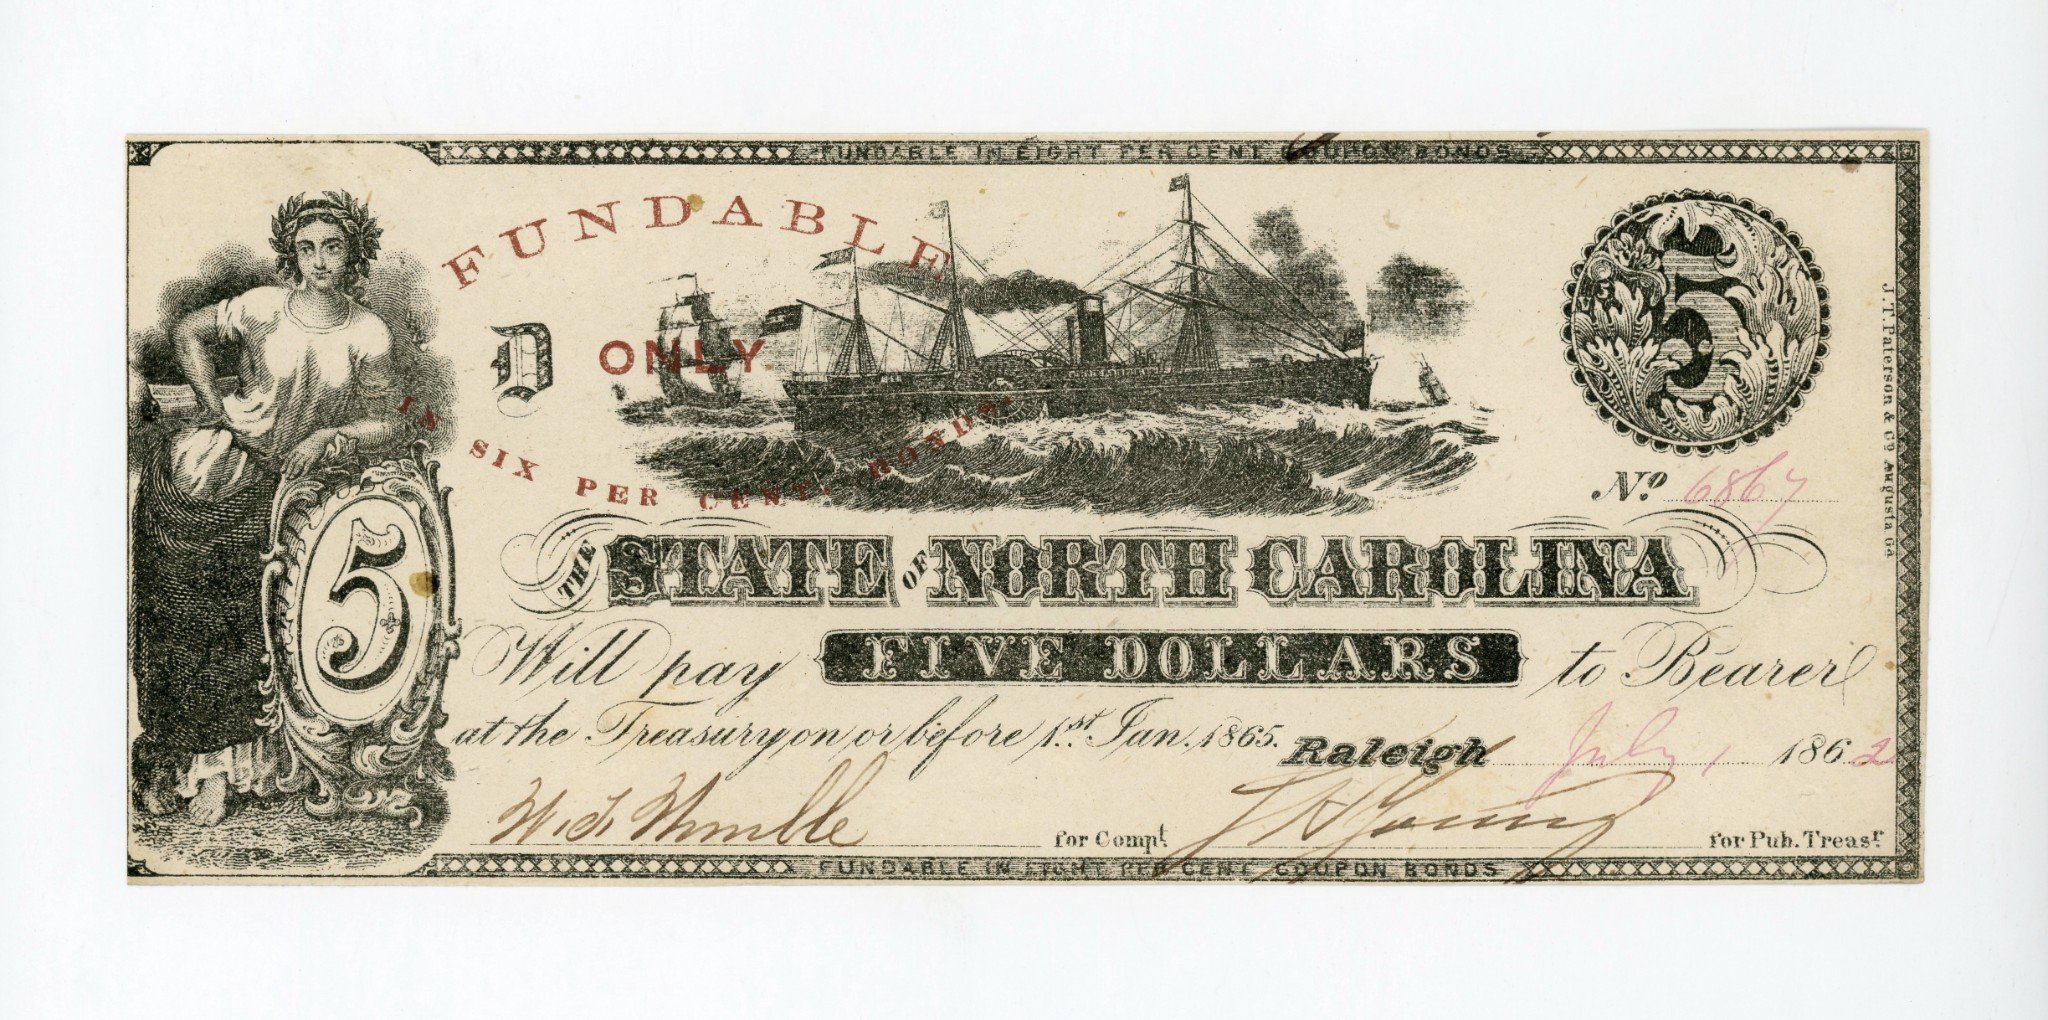 FUNDABLE IN EIGHT PER CENT COUPON BONDS
FUNDABLE
ONLY
IN SIX PER CENT. BONDS.
D
5
5
No. 6867
THE STATE OF NORTH CAROLINA
Will pay FIVE DOLLARS to Bearer
at the Treasury on or before 1st. Jan. 1865. Raleigh July 1 1862
for Compt. for Pub. Treasr
FUNDABLE IN EIGHT PER CENT COUPON BONDS
J. T. Paterson & Co Augusta Ga